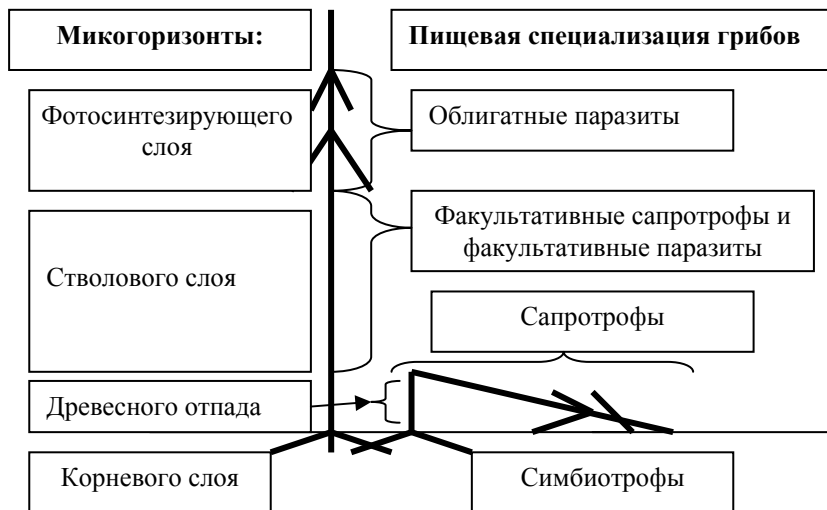 Микогоризонты:
Пищевая специализация грибов
Фотосинтезирующего
слоя
Облигатные паразиты
Факультативные сапротрофы и
факультативные паразиты
Стволового слоя
Сапротрофы
Древесного отпада
Корневого слоя
Симбиотрофы